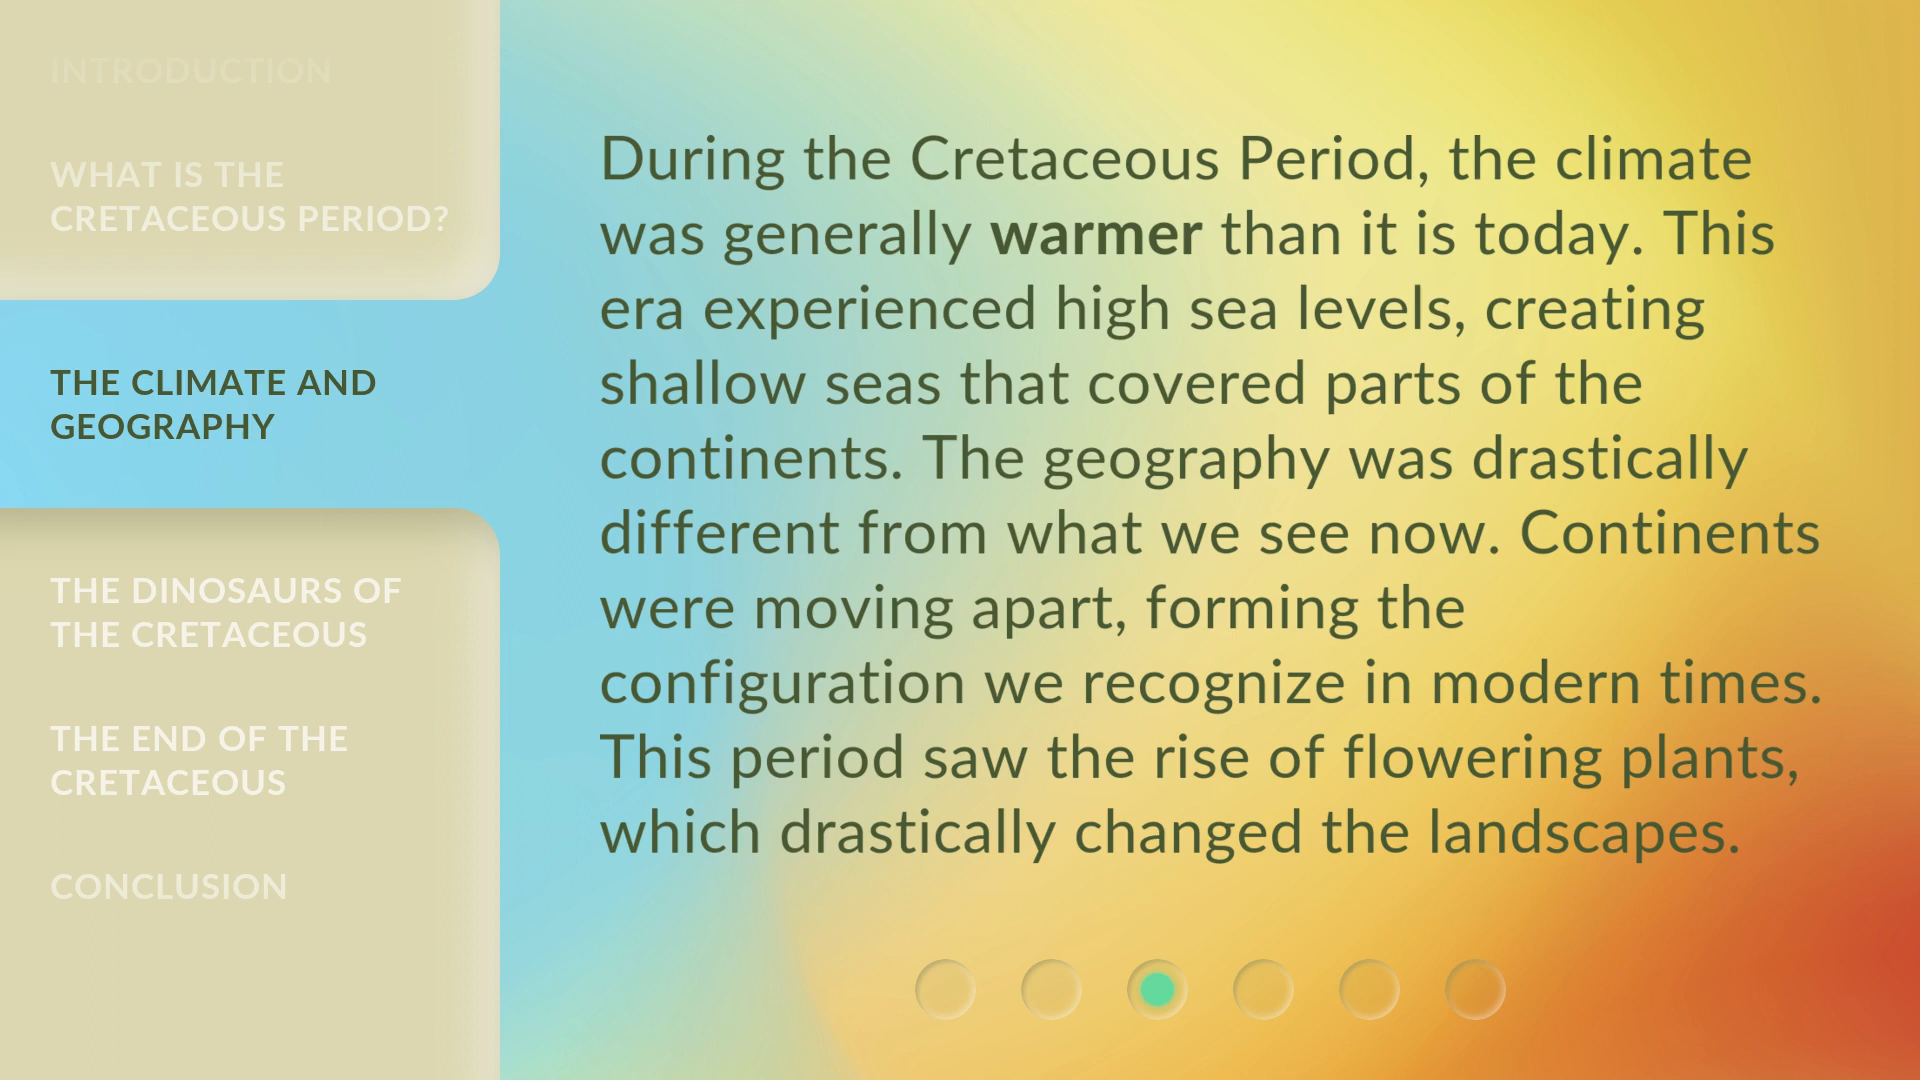 INTRODUCTION
WHAT IS THE
CRETACEOUS PERIOD?
THE CLIMATE AND
GEOGRAPHY
THE DINOSAURS OF
THE CRETACEOUS
THE END OF THE
CRETACEOUS
CONCLUSION
During the Cretaceous Period, the climate
was generally warmer than it is today. This
era experienced high sea levels, creating
shallow seas that covered parts of the
continents. The geography was drastically
different from what we see now. Continents
were moving apart, forming the
configuration we recognize in modern times.
This period saw the rise of flowering plants,
which drastically changed the landscapes.